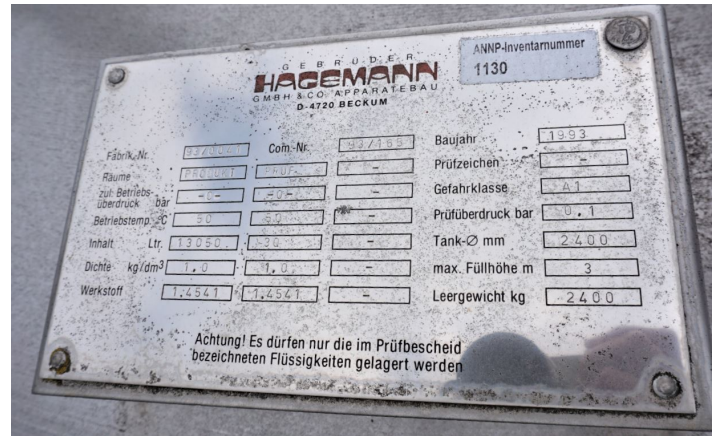 GEBRÜDER
HAGEMANN
GMBH & CO. APPARATEBAU
D-4720 BECKUM
ANNP-Inventarnummer
1130
Fabrik.-Nr. Com.-Nr. 93/165
Räume PRODUKT PRÜF. -
zul. Betriebs-
überdruck bar -0- -0- -
Betriebstemp. °C 50 50 -
Inhalt Ltr. 13050. 30 -
Dichte kg/dm³ 1.0 1.0 -
Werkstoff 1.4541 1.4541 -
Baujahr 1993
Prüfzeichen -
Gefahrklasse A1
Prüfüberdruck bar 0.1
Tank-Ø mm 2400
max. Füllhöhe m 3
Leergewicht kg 2400
Achtung! Es dürfen nur die im Prüfbescheid
bezeichneten Flüssigkeiten gelagert werden